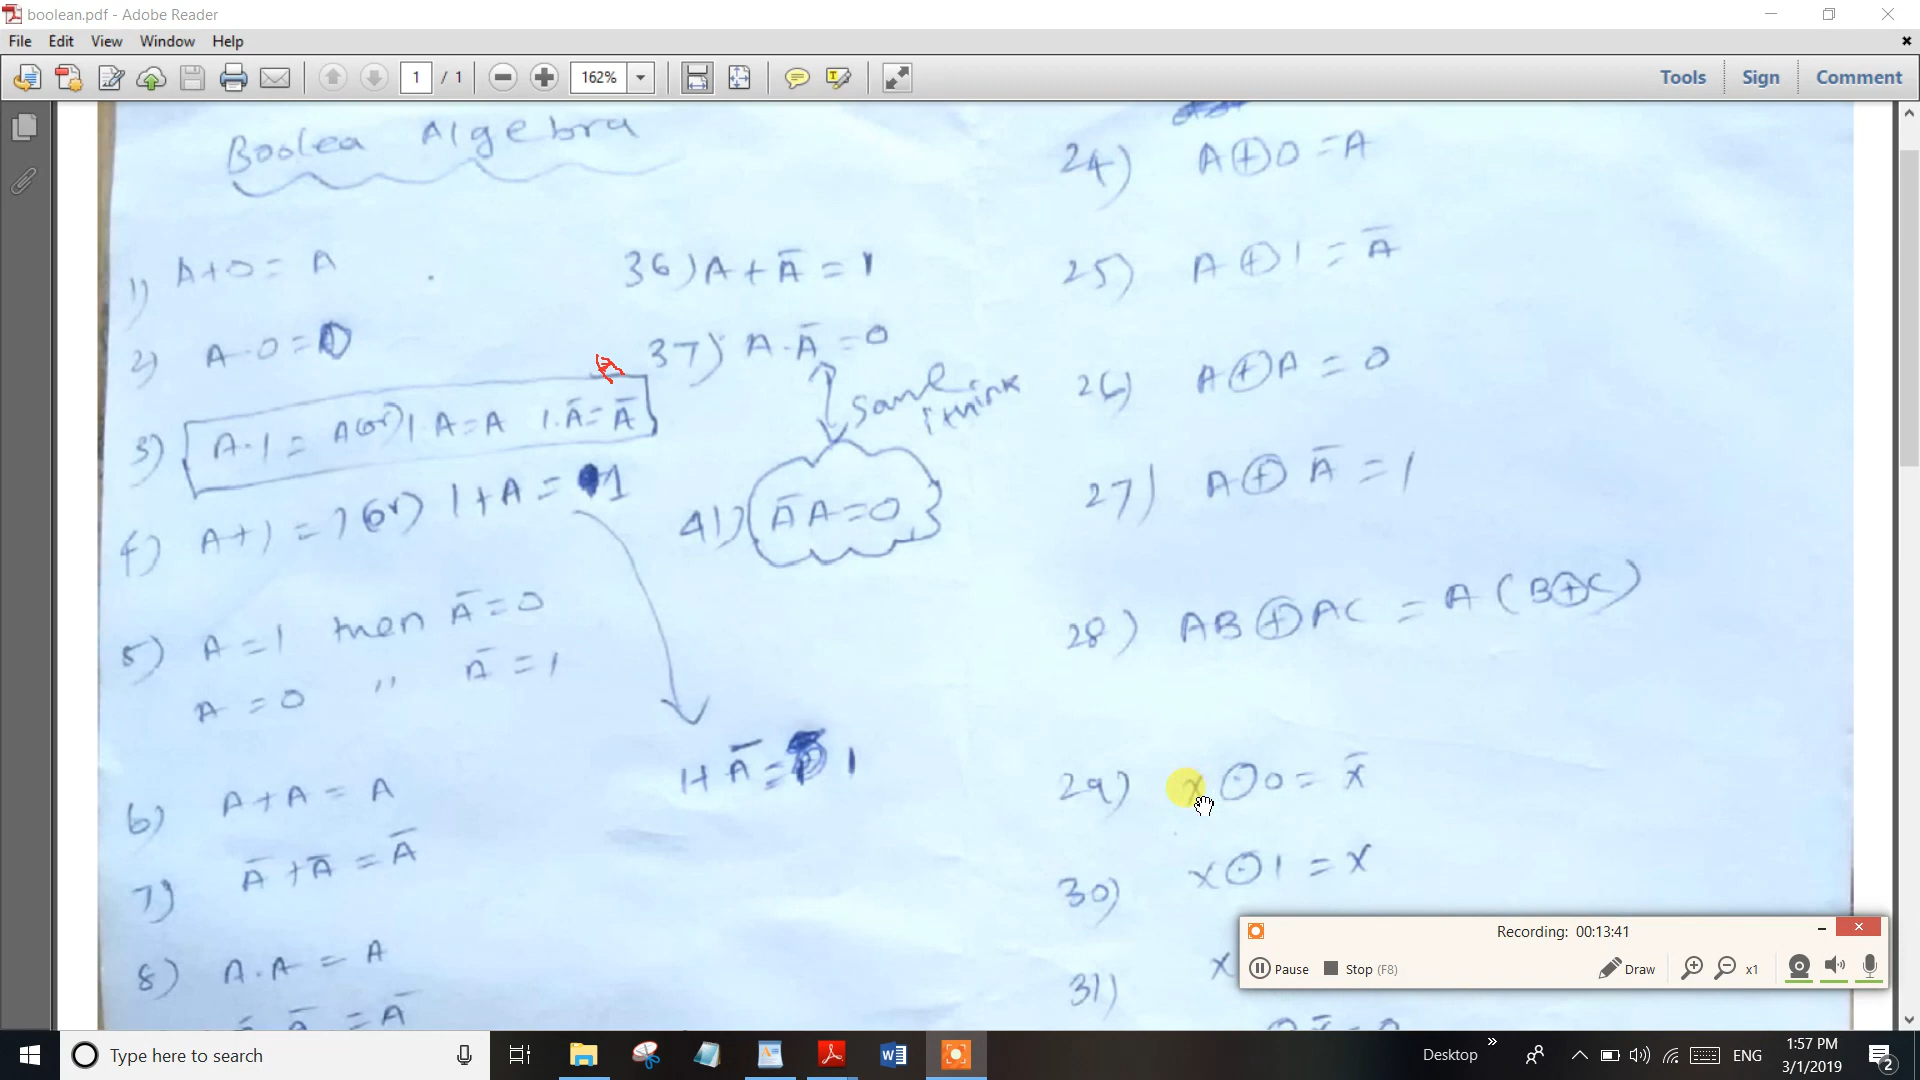 boolean.pdf - Adobe Reader
File Edit View Window Help
1 / 1 162% Tools Sign Comment
Boolea Algebra
1) A+0 = A
2) A·0 = 0
3) A·1 = A (or) 1·A = A 1·Ā = Ā
4) A+1 = 1 (or) 1+A = 1
5) A=1 then Ā=0
A=0 " Ā=1
1+Ā = 1
6) A+A = A
7) Ā+Ā = Ā
8) A·A = A
= Ā
36) A+Ā = 1
37) A·Ā = 0
same i think
41) ĀA=0
24) A⊕0 = A
25) A⊕1 = Ā
26) A⊕A = 0
27) A⊕Ā = 1
28) AB⊕AC = A(B⊕C)
29) x⊙0 = x̄
30) x⊙1 = x
31) x
Recording: 00:13:41
Pause Stop (F8) Draw x1
Type here to search
Desktop ENG 1:57 PM
3/1/2019 2